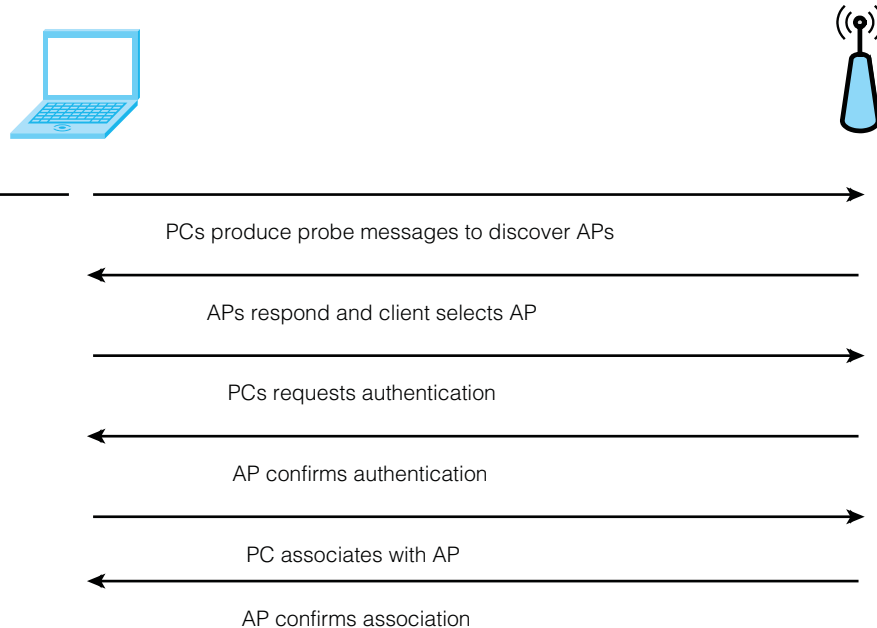 PCs produce probe messages to discover APs
APs respond and client selects AP
PCs requests authentication
AP confirms authentication
PC associates with AP
AP confirms association